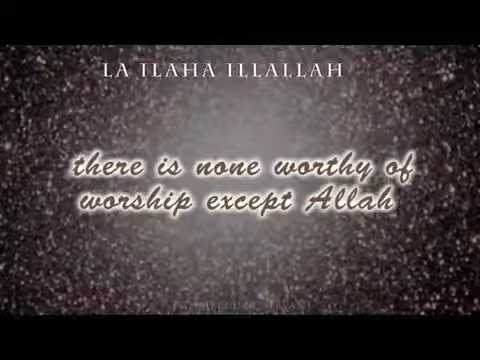 LA ILAHA ILLALLAH
there is none worthy of
worship except Allah